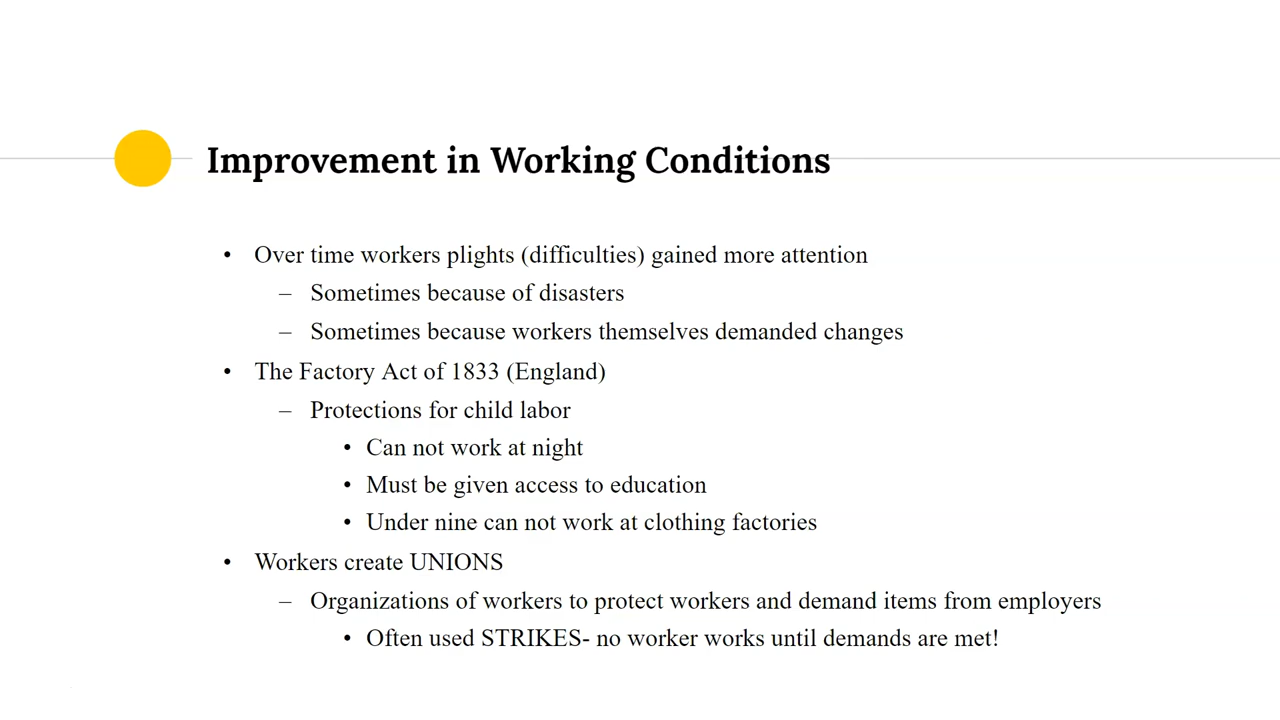 Improvement in Working Conditions
• Over time workers plights (difficulties) gained more attention
– Sometimes because of disasters
– Sometimes because workers themselves demanded changes
• The Factory Act of 1833 (England)
– Protections for child labor
• Can not work at night
• Must be given access to education
• Under nine can not work at clothing factories
• Workers create UNIONS
– Organizations of workers to protect workers and demand items from employers
• Often used STRIKES- no worker works until demands are met!